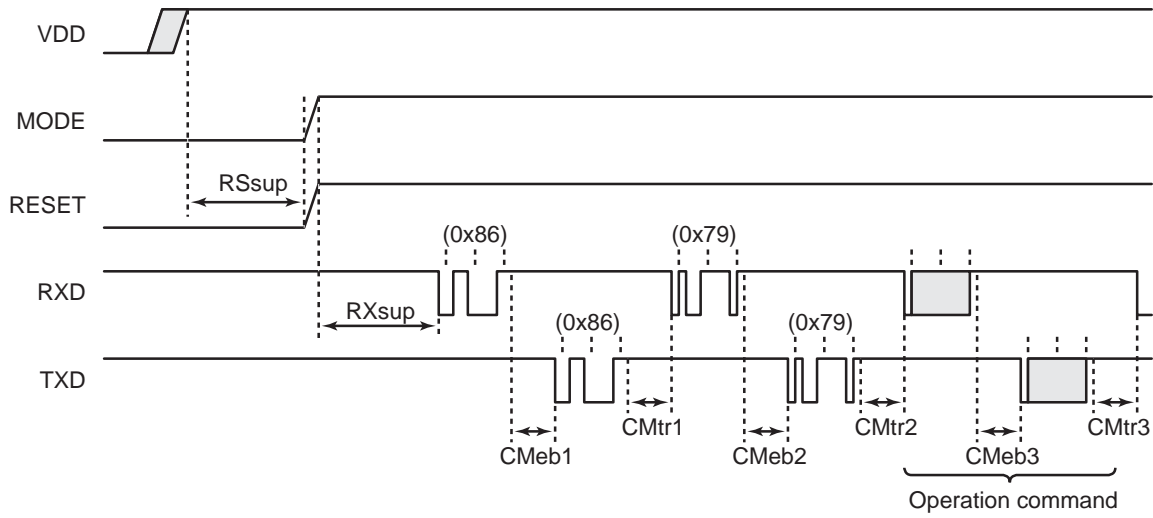 VDD
MODE
RSsup
RESET
(0x86)
(0x79)
RXD
RXsup
(0x86)
(0x79)
TXD
CMtr1
CMtr2
CMtr3
CMeb1
CMeb2
CMeb3
Operation command